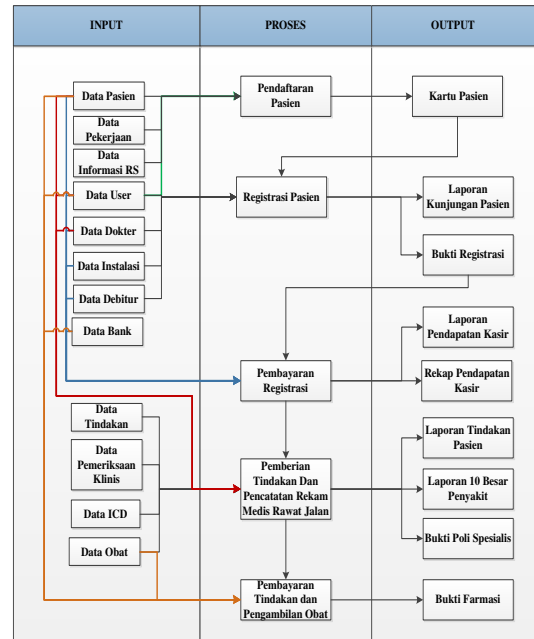 INPUT
PROSES
OUTPUT
Data Pasien
Data
Pekerjaan
Data
Informasi RS
Data User
Data Dokter
Data Instalasi
Data Debitur
Data Bank
Data
Tindakan
Data
Pemeriksaan
Klinis
Data ICD
Data Obat
Pendaftaran
Pasien
Registrasi Pasien
Pembayaran
Registrasi
Pemberian
Tindakan Dan
Pencatatan Rekam
Medis Rawat Jalan
Pembayaran
Tindakan dan
Pengambilan Obat
Kartu Pasien
Laporan
Kunjungan Pasien
Bukti Registrasi
Laporan
Pendapatan Kasir
Rekap Pendapatan
Kasir
Laporan Tindakan
Pasien
Laporan 10 Besar
Penyakit
Bukti Poli Spesialis
Bukti Farmasi